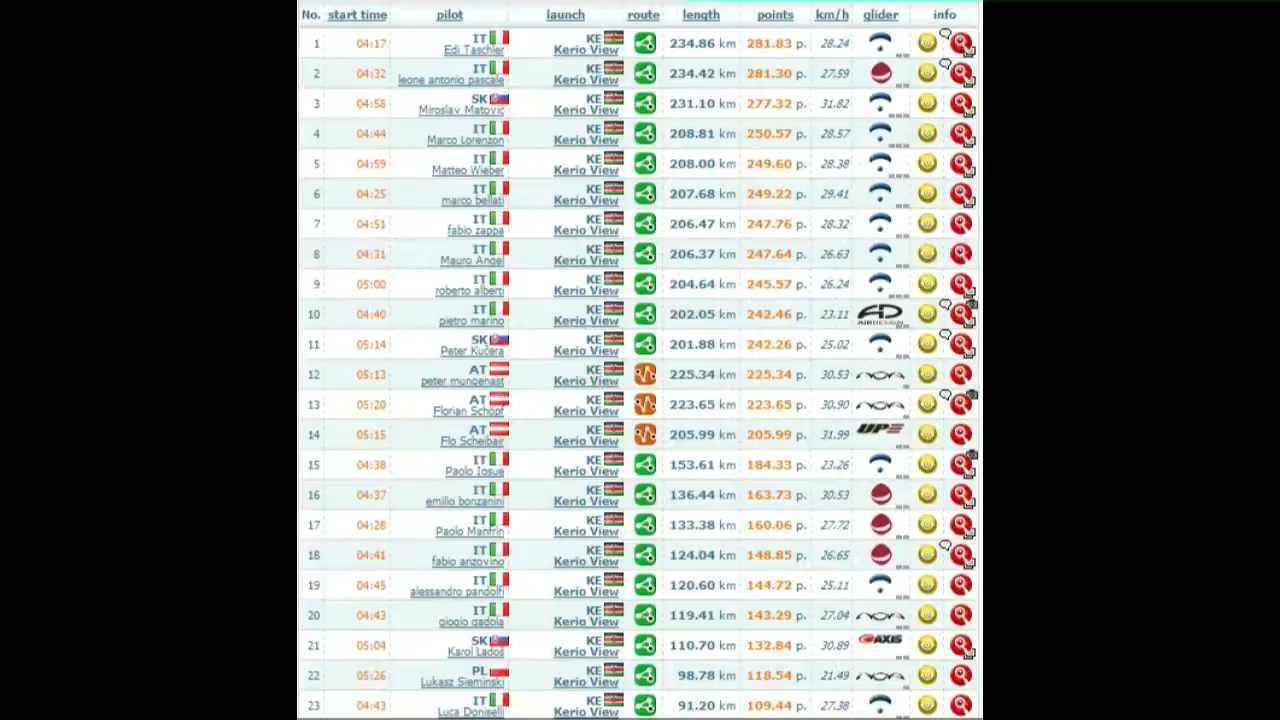 No. start time pilot launch route length points km/h glider info
1 04:17 IT Edi Taschler KE Kerio View 234.86 km 281.83 p. 28.24
2 04:32 IT leone antonio pascale KE Kerio View 234.42 km 281.30 p. 27.59
3 04:58 SK Miroslav Matovic KE Kerio View 231.10 km 277.32 p. 31.82
4 04:44 IT Marco Lorenzon KE Kerio View 208.81 km 250.57 p. 28.57
5 04:59 IT Matteo Wieber KE Kerio View 208.00 km 249.60 p. 28.38
6 04:25 IT marco bellati KE Kerio View 207.68 km 249.22 p. 29.41
7 04:51 IT fabio zappa KE Kerio View 206.47 km 247.76 p. 28.32
8 04:31 IT Mauro Angel KE Kerio View 206.37 km 247.64 p. 26.63
9 05:00 IT roberto alberti KE Kerio View 204.64 km 245.57 p. 26.24
10 04:40 IT pietro marino KE Kerio View 202.05 km 242.46 p. 23.11 AIRDESIGN
11 05:14 SK Peter Kučera KE Kerio View 201.88 km 242.26 p. 25.02
12 05:13 AT peter mungenast KE Kerio View 225.34 km 225.34 p. 30.53
13 05:20 AT Florian Schöpf KE Kerio View 223.65 km 223.65 p. 30.90
14 05:15 AT Flo Scheibair KE Kerio View 205.99 km 205.99 p. 31.99 UP
15 04:38 IT Paolo Iosue KE Kerio View 153.61 km 184.33 p. 23.26
16 04:37 IT emilio bonzanini KE Kerio View 136.44 km 163.73 p. 30.53
17 04:28 IT Paolo Manfrin KE Kerio View 133.38 km 160.06 p. 27.72
18 04:41 IT fabio anzovino KE Kerio View 124.04 km 148.85 p. 26.65
19 04:45 IT alessandro pandolfi KE Kerio View 120.60 km 144.72 p. 25.11
20 04:43 IT giogio gadola KE Kerio View 119.41 km 143.29 p. 27.04
21 05:04 SK Karol Lados KE Kerio View 110.70 km 132.84 p. 30.89 AXIS
22 05:26 PL Lukasz Sieminski KE Kerio View 98.78 km 118.54 p. 21.49
23 04:43 IT Luca Doniselli KE Kerio View 91.20 km 109.44 p. 27.38